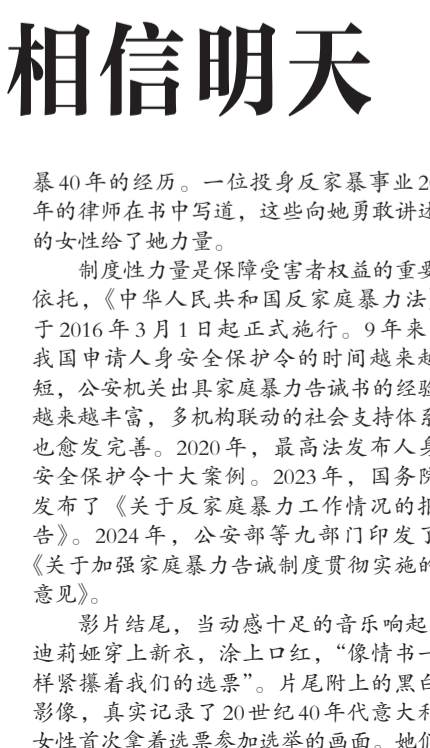 相信明天
暴40年的经历。一位投身反家暴事业2
年的律师在书中写道，这些向她勇敢讲述
的女性给了她力量。
制度性力量是保障受害者权益的重要
依托，《中华人民共和国反家庭暴力法》
于2016年3月1日起正式施行。9年来
我国申请人身安全保护令的时间越来越
短，公安机关出具家庭暴力告诫书的经验
越来越丰富，多机构联动的社会支持体系
也愈发完善。2020年，最高法发布人身
安全保护令十大案例。2023年，国务院
发布了《关于反家庭暴力工作情况的报
告》。2024年，公安部等九部门印发了
《关于加强家庭暴力告诫制度贯彻实施的
意见》。
影片结尾，当动感十足的音乐响起
迪莉娅穿上新衣，涂上口红，“像情书一
样紧攥着我们的选票”。片尾附上的黑白
影像，真实记录了20世纪40年代意大利
女性首次拿着选票参加选举的画面。她们